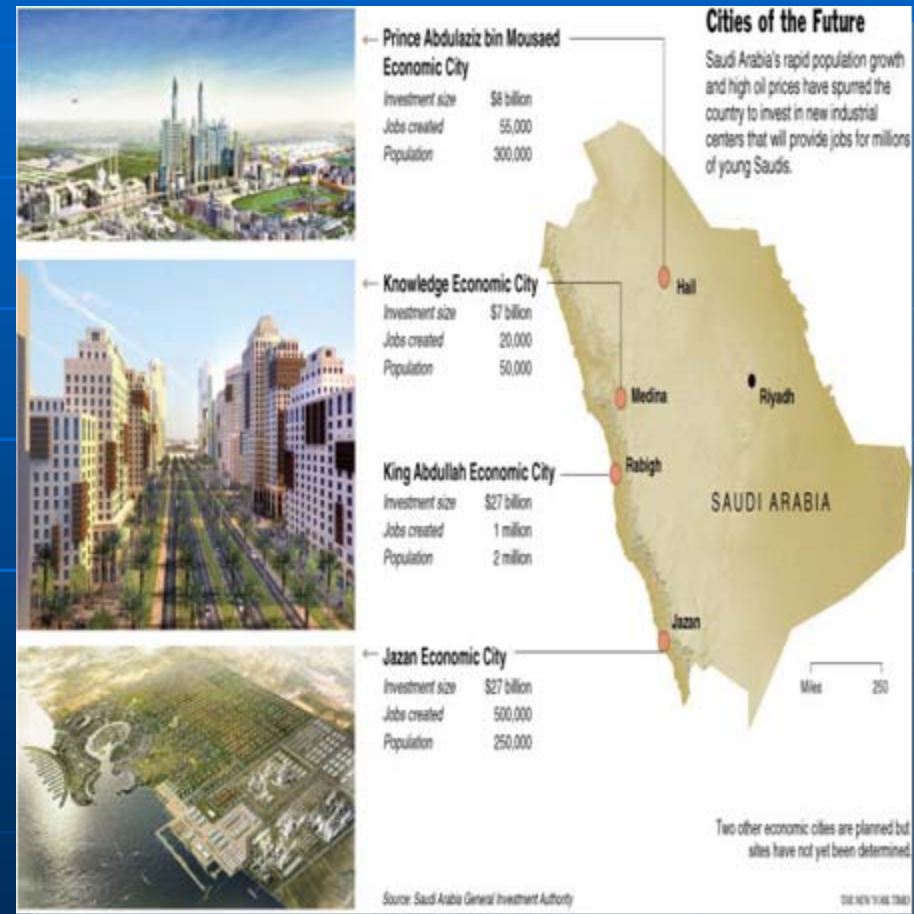 Cities of the Future
Saudi Arabia's rapid population growth
and high oil prices have spurred the
country to invest in new industrial
centers that will provide jobs for millions
of young Saudis.
← Prince Abdulaziz bin Mousaed
Economic City
Investment size $8 billion
Jobs created 55,000
Population 300,000
← Knowledge Economic City
Investment size $7 billion
Jobs created 20,000
Population 50,000
King Abdullah Economic City
Investment size $27 billion
Jobs created 1 million
Population 2 million
← Jazan Economic City
Investment size $27 billion
Jobs created 500,000
Population 250,000
Hail
Medina
Riyadh
Rabigh
SAUDI ARABIA
Jazan
Miles 250
Two other economic cities are planned but
sites have not yet been determined.
Source: Saudi Arabia General Investment Authority
THE NEW YORK TIMES